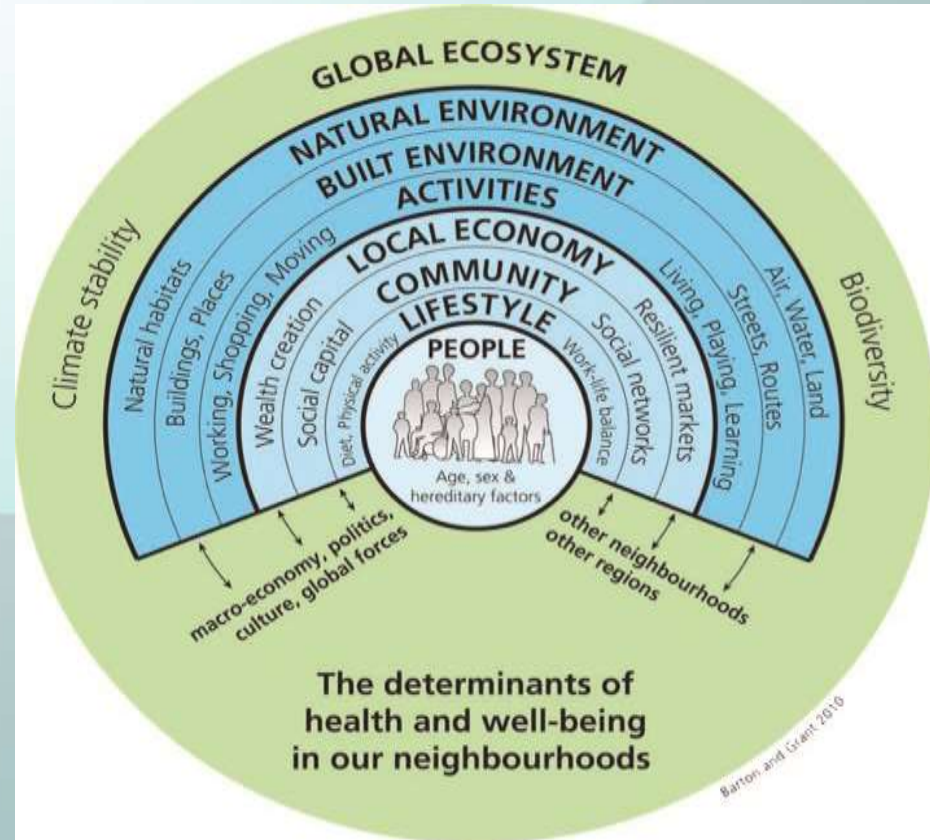 GLOBAL ECOSYSTEM
NATURAL ENVIRONMENT
BUILT ENVIRONMENT
ACTIVITIES
LOCAL ECONOMY
COMMUNITY
LIFESTYLE
PEOPLE
Age, sex &
hereditary factors
Climate stability
Natural habitats
Buildings, Places
Working, Shopping, Moving
Wealth creation
Social capital
Diet, Physical activity
Work-life balance
Social networks
Resilient markets
Living, Playing, Learning
Streets, Routes
Air, Water, Land
Biodiversity
macro-economy, politics,
culture, global forces
other neighbourhoods
other regions
The determinants of
health and well-being
in our neighbourhoods
Barton and Grant 2010